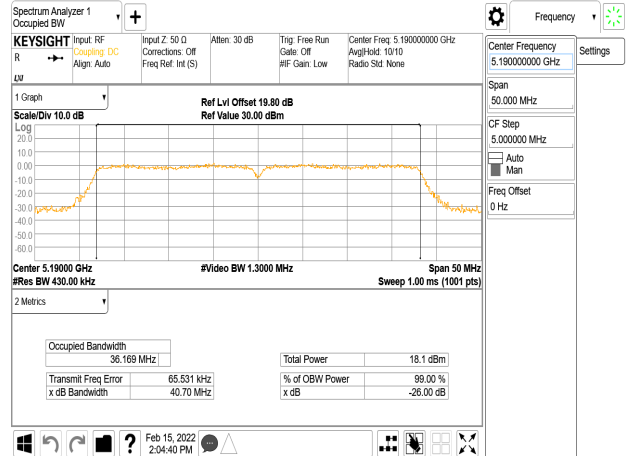 Spectrum Analyzer 1
Occupied BW
+
Frequency
KEYSIGHT
R
Input: RF
Coupling: DC
Align: Auto
Input Z: 50 Ω
Corrections: Off
Freq Ref: Int (S)
Atten: 30 dB
Trig: Free Run
Gate: Off
#IF Gain: Low
Center Freq: 5.190000000 GHz
Avg|Hold: 10/10
Radio Std: None
Center Frequency
5.190000000 GHz
Settings
Span
50.000 MHz
CF Step
5.000000 MHz
Auto
Man
Freq Offset
0 Hz
1 Graph
Scale/Div 10.0 dB
Ref Lvl Offset 19.80 dB
Ref Value 30.00 dBm
Log
20.0
10.0
0.00
-10.0
-20.0
-30.0
-40.0
-50.0
-60.0
Center 5.19000 GHz
#Res BW 430.00 kHz
#Video BW 1.3000 MHz
Span 50 MHz
Sweep 1.00 ms (1001 pts)
2 Metrics
Occupied Bandwidth
36.169 MHz
Total Power 18.1 dBm
Transmit Freq Error 65.531 kHz
% of OBW Power 99.00 %
x dB Bandwidth 40.70 MHz
x dB -26.00 dB
?
Feb 15, 2022
2:04:40 PM